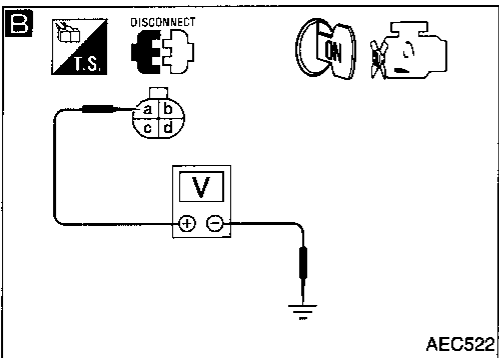 B
DISCONNECT
T.S.
ON
a b
c d
V
+ −
AEC522